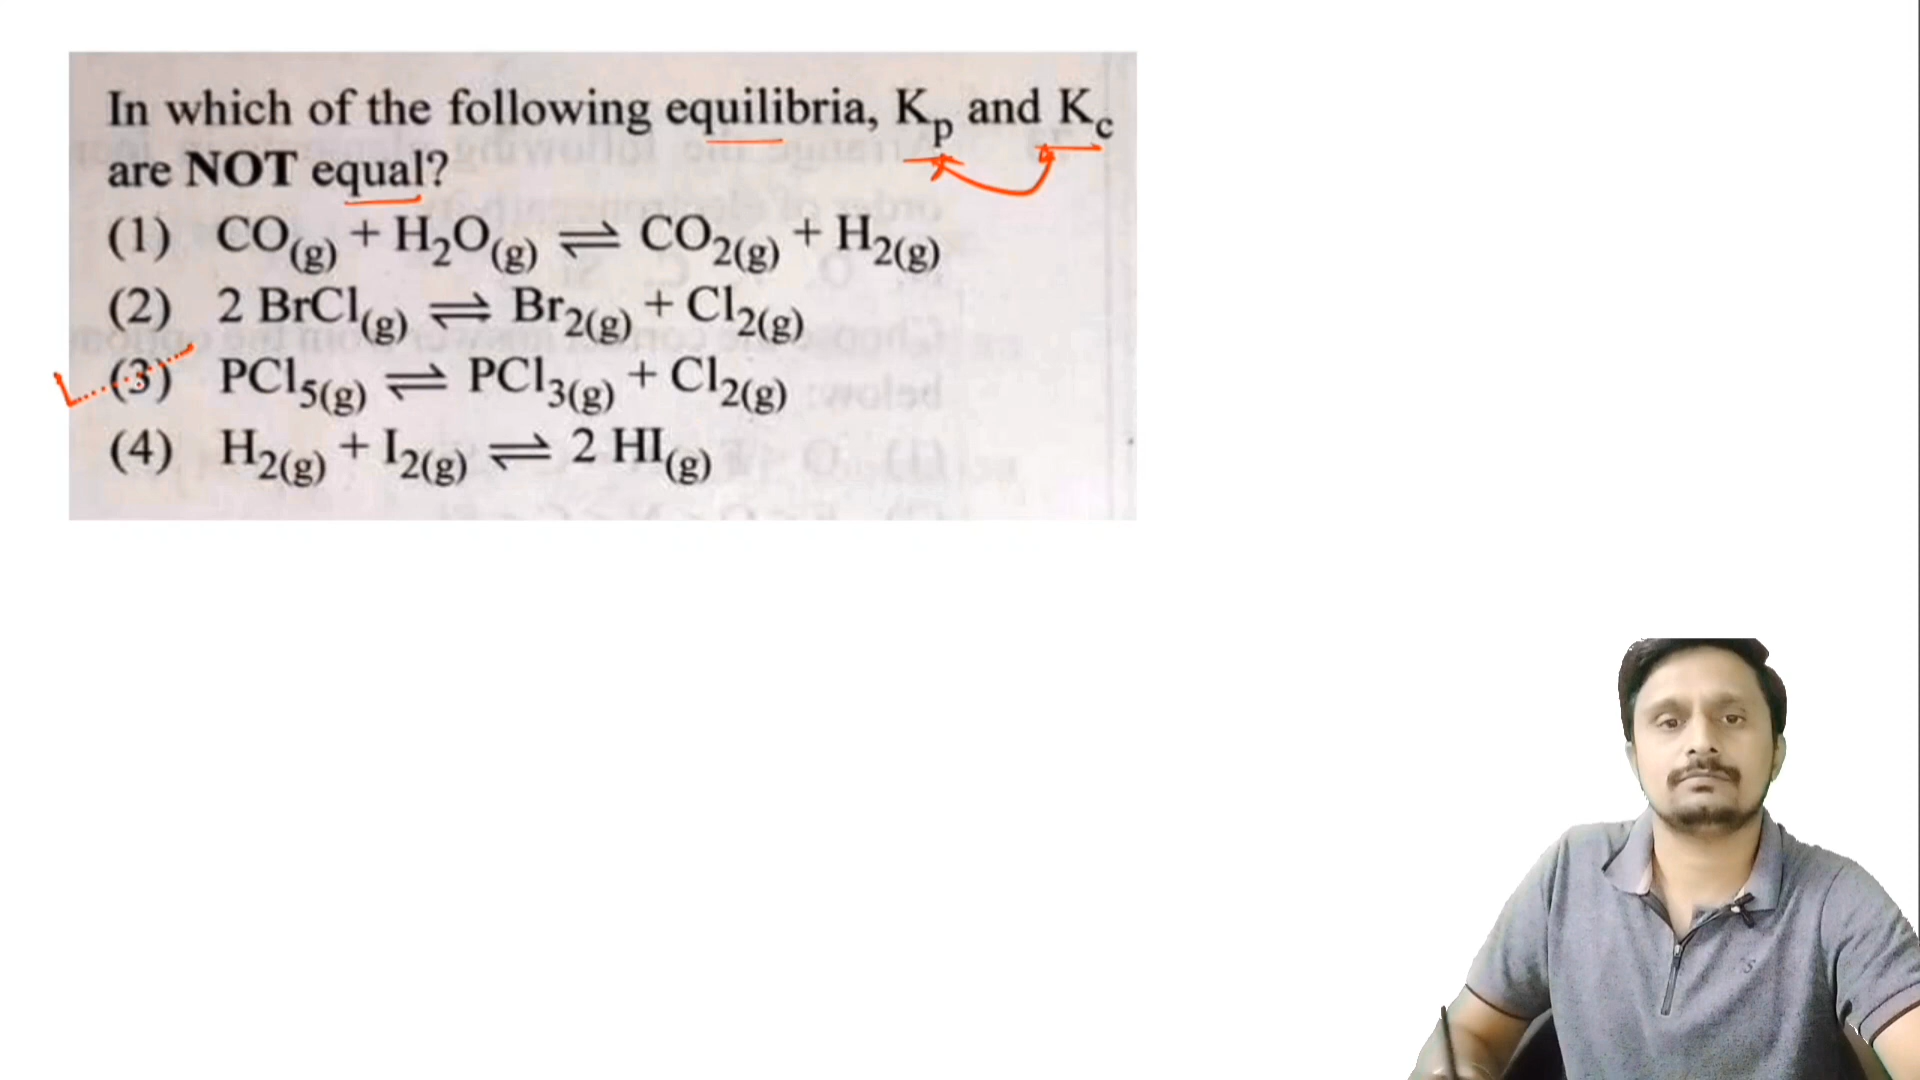 In which of the following equilibria, Kp and Kc
are NOT equal?
(1) CO(g) + H2O(g) ⇌ CO2(g) + H2(g)
(2) 2 BrCl(g) ⇌ Br2(g) + Cl2(g)
(3) PCl5(g) ⇌ PCl3(g) + Cl2(g)
(4) H2(g) + I2(g) ⇌ 2 HI(g)